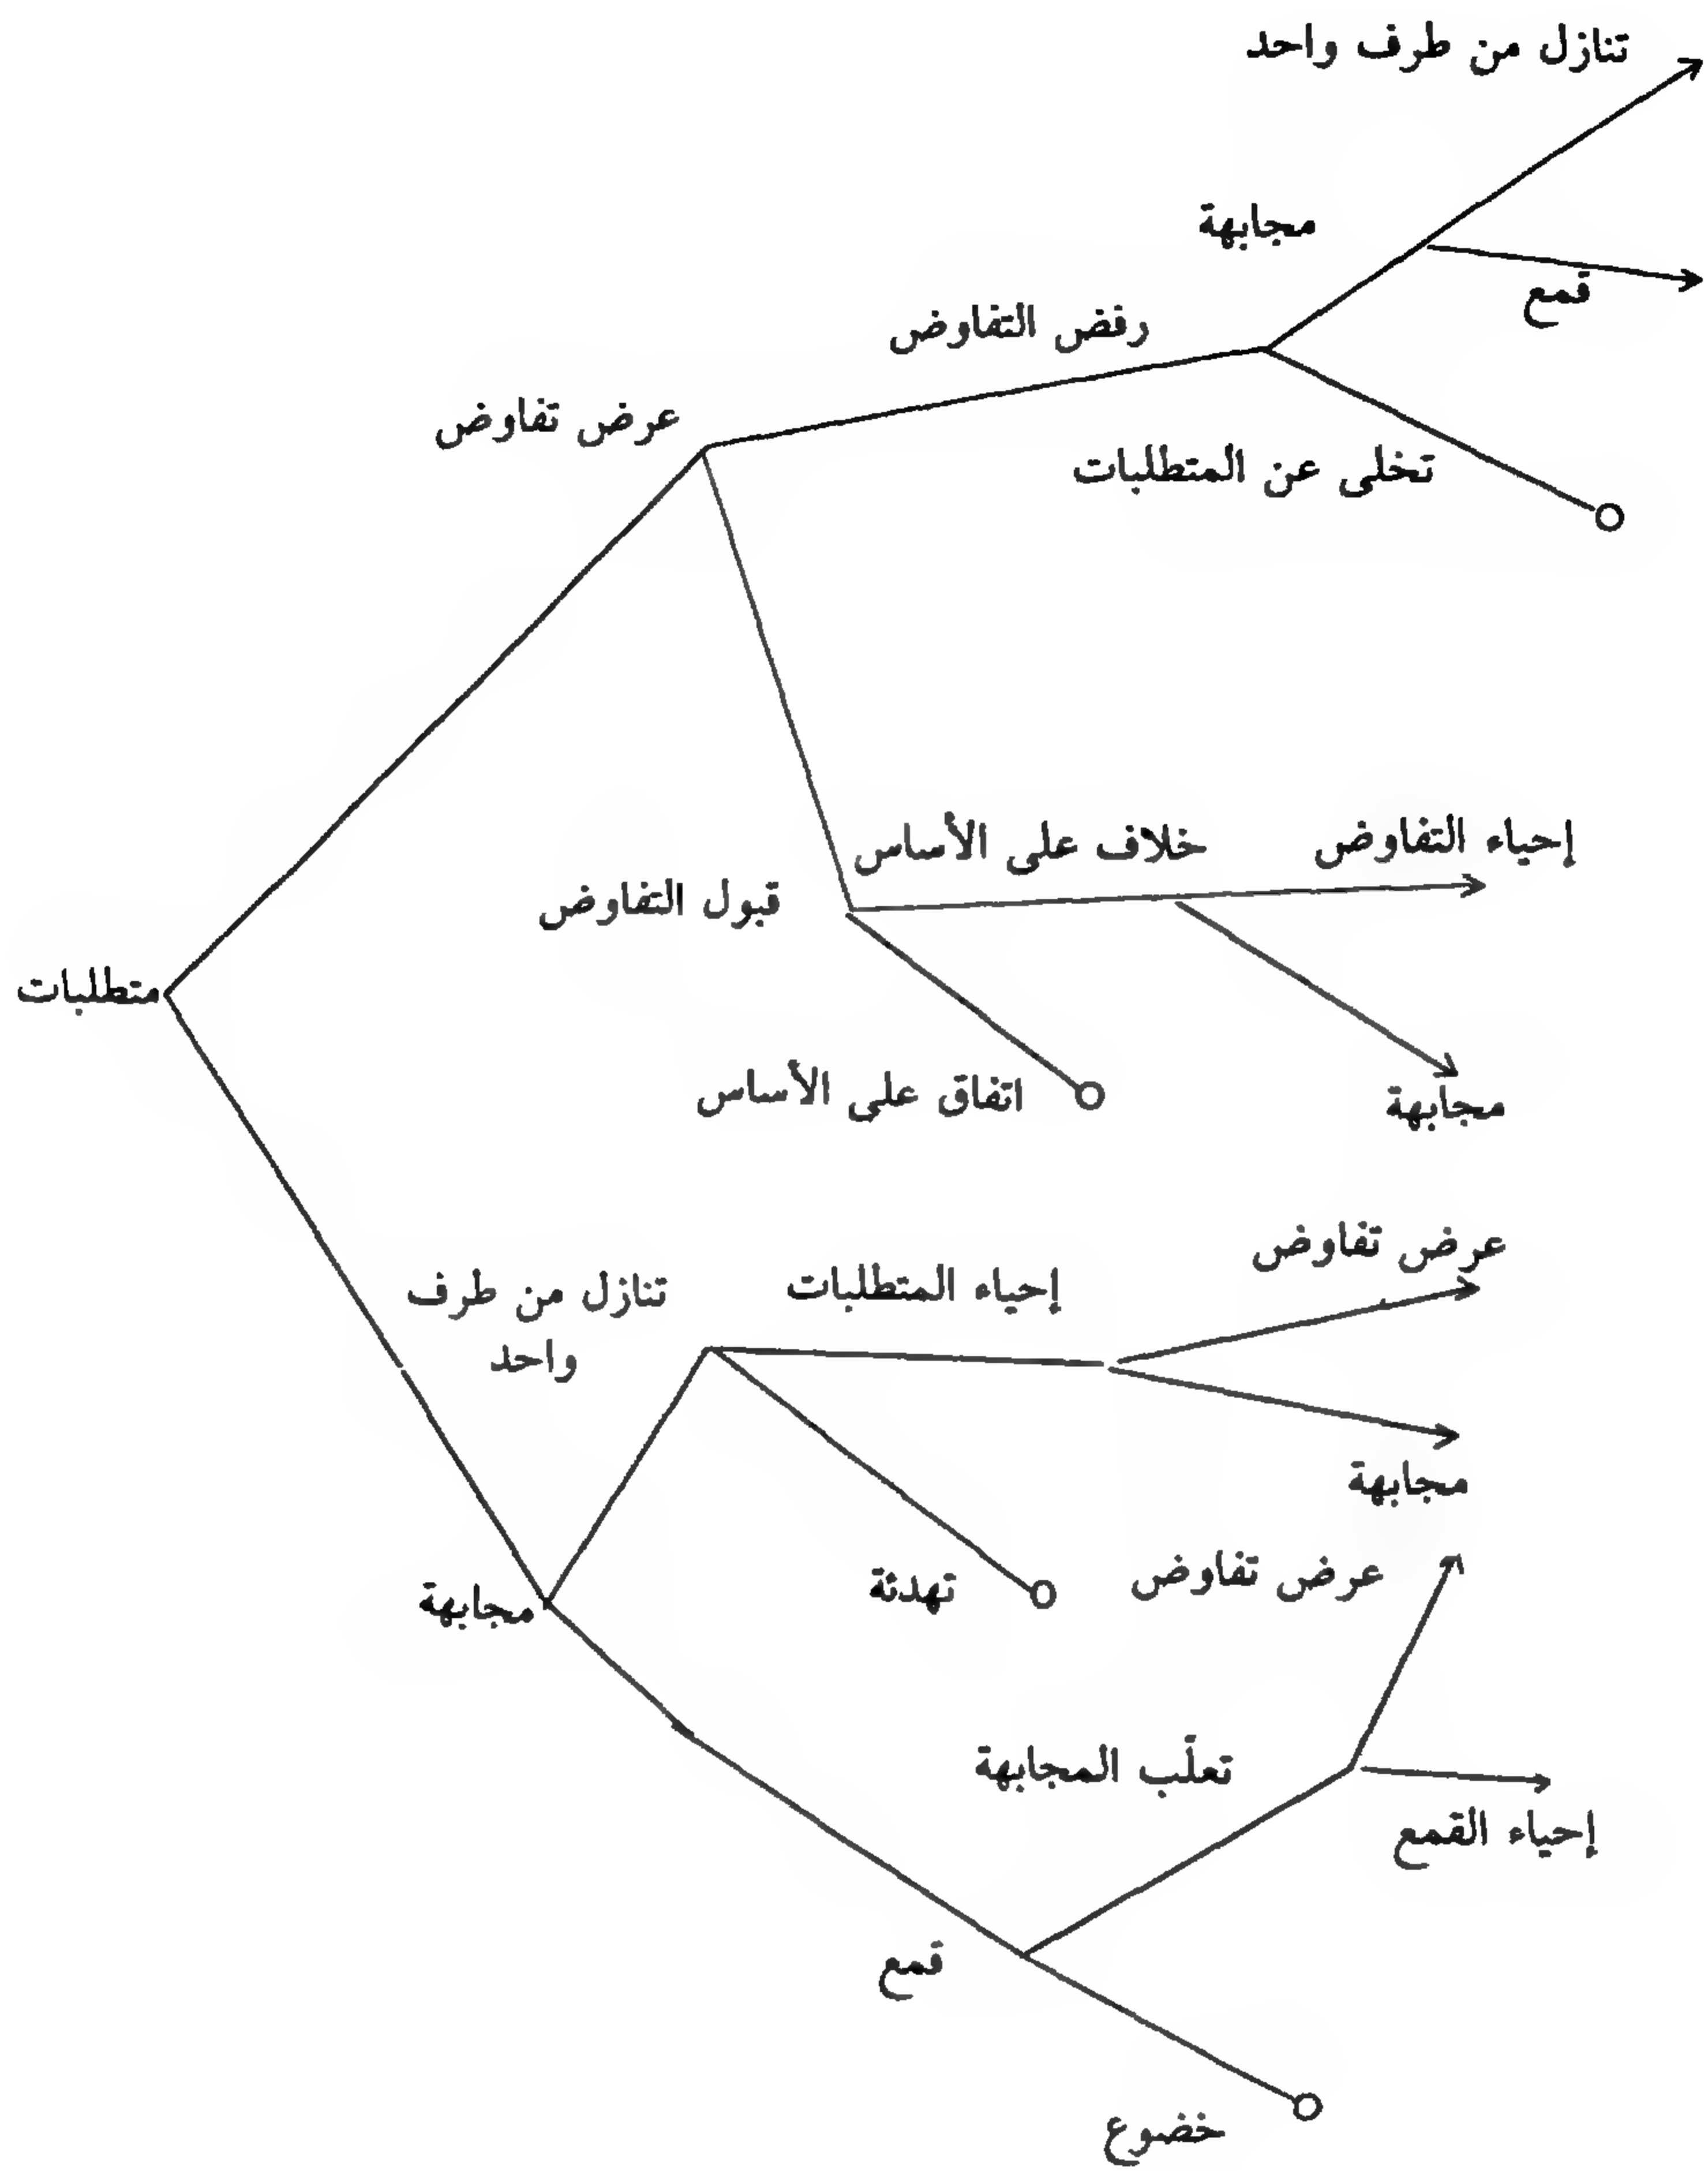 تنازل من طرف واحد
مجابهة
قمع
رفض التفاوض
عرض تفاوض
تخلى عن المتطلبات
خلاف على الأساس
إحياء التفاوض
قبول التفاوض
متطلبات
اتفاق على الأساس
مجابهة
عرض تفاوض
إحياء المتطلبات
تنازل من طرف
واحد
مجابهة
عرض تفاوض
تهدئة
مجابهة
تعلّب المجابهة
إحياء القمع
قمع
خضوع